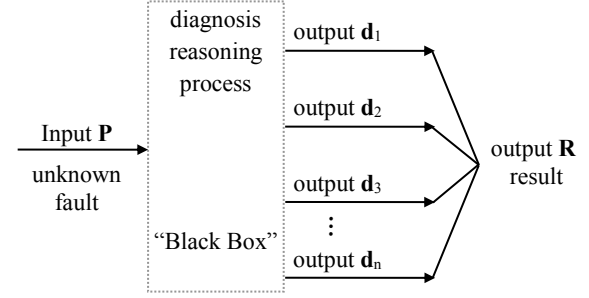 diagnosis
reasoning
process
Input P
unknown
fault
“Black Box”
output d1
output d2
output d3
⋮
output dn
output R
result